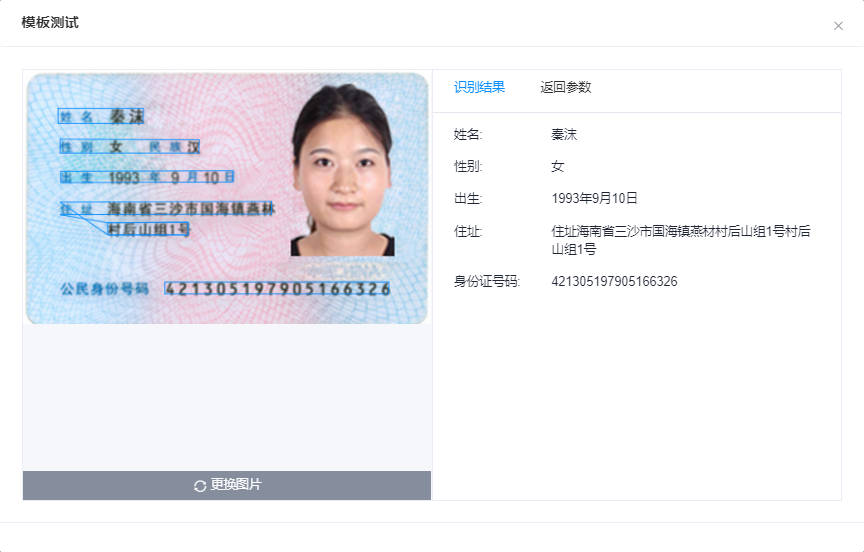 模板测试
姓 名 秦沫
性 别 女 民 族 汉
出 生 1993 年 9 月 10 日
住 址 海南省三沙市国海镇燕林
村后山组1号
公民身份号码 421305197905166326
更换图片
识别结果 返回参数
姓名: 秦沫
性别: 女
出生: 1993年9月10日
住址: 住址海南省三沙市国海镇燕材村后山组1号村后
山组1号
身份证号码: 421305197905166326